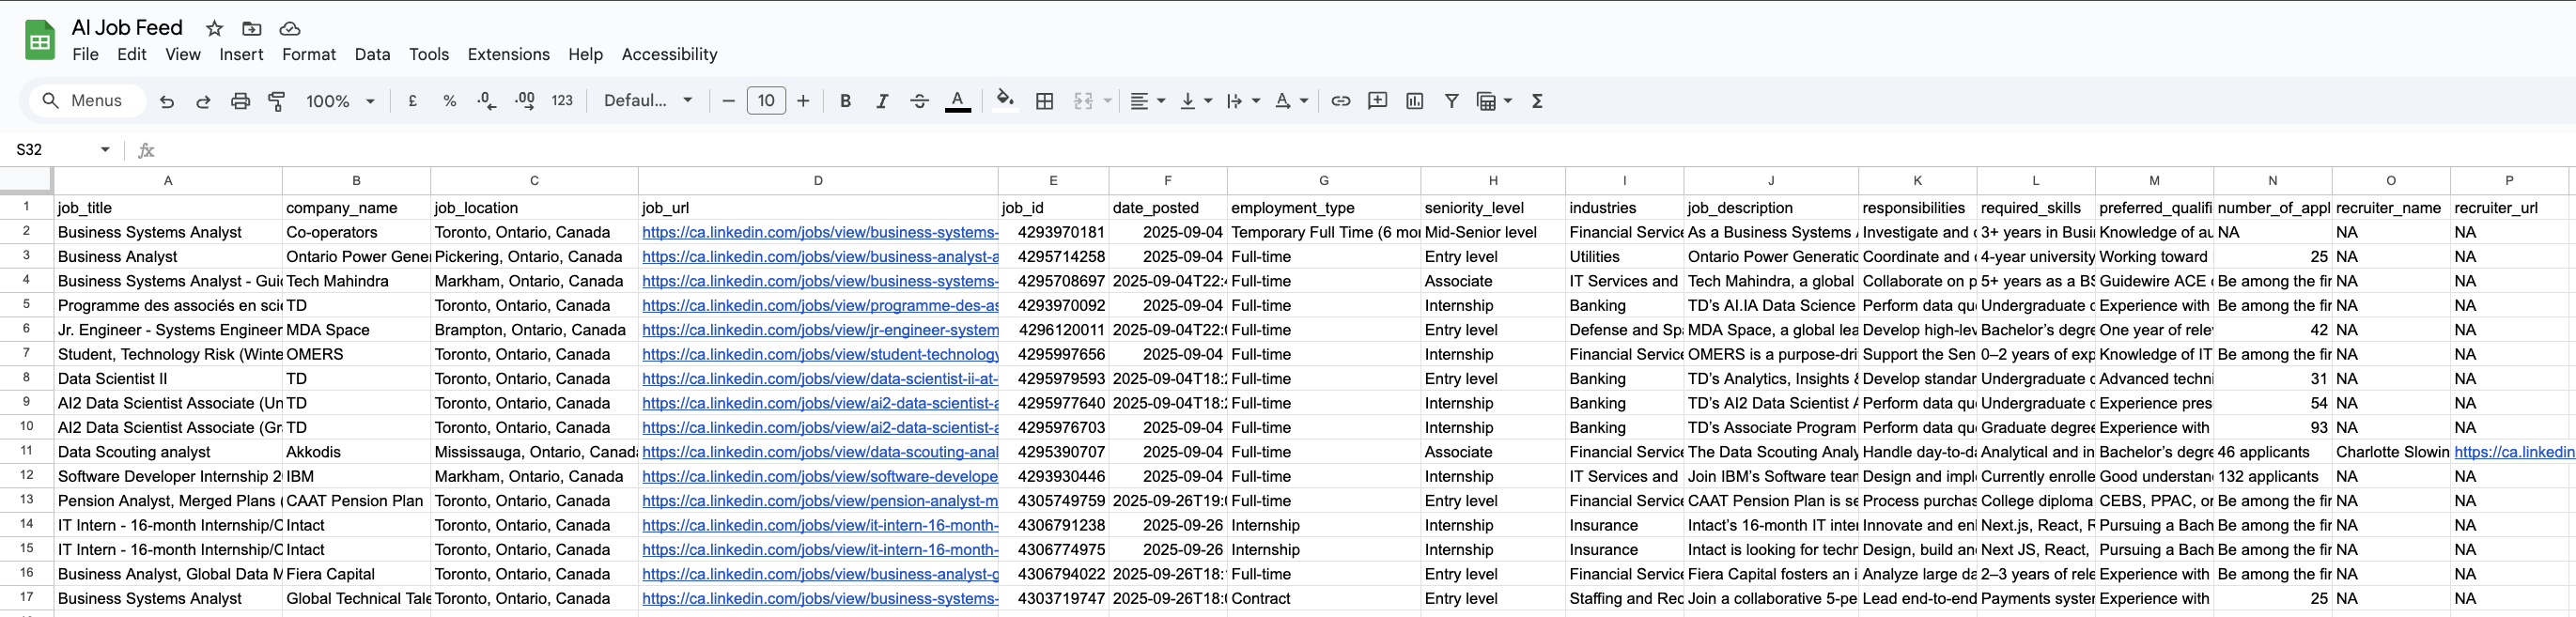 AI Job Feed
File Edit View Insert Format Data Tools Extensions Help Accessibility
Menus 100% £ % .0 .00 123 Defaul... 10 B I S A A Σ
S32 fx
A B C D E F G H I J K L M N O P
1 job_title company_name job_location job_url job_id date_posted employment_type seniority_level industries job_description responsibilities required_skills preferred_qualifi number_of_appl recruiter_name recruiter_url
2 Business Systems Analyst Co-operators Toronto, Ontario, Canada https://ca.linkedin.com/jobs/view/business-systems- 4293970181 2025-09-04 Temporary Full Time (6 mon Mid-Senior level Financial Service As a Business Systems Investigate and 3+ years in Busi Knowledge of au NA NA NA
3 Business Analyst Ontario Power Gene Pickering, Ontario, Canada https://ca.linkedin.com/jobs/view/business-analyst-a 4295714258 2025-09-04 Full-time Entry level Utilities Ontario Power Generatio Coordinate and 4-year university Working toward 25 NA NA
4 Business Systems Analyst - Gui Tech Mahindra Markham, Ontario, Canada https://ca.linkedin.com/jobs/view/business-systems- 4295708697 2025-09-04T22: Full-time Associate IT Services and Tech Mahindra, a global Collaborate on p 5+ years as a BS Guidewire ACE Be among the fir NA NA
5 Programme des associés en sci TD Toronto, Ontario, Canada https://ca.linkedin.com/jobs/view/programme-des-as 4293970092 2025-09-04 Full-time Internship Banking TD's AI.IA Data Science Perform data qu Undergraduate Experience with Be among the fir NA NA
6 Jr. Engineer - Systems Engineer MDA Space Brampton, Ontario, Canada https://ca.linkedin.com/jobs/view/jr-engineer-system 4296120011 2025-09-04T22: Full-time Entry level Defense and Sp MDA Space, a global lea Develop high-lev Bachelor's degre One year of rele 42 NA NA
7 Student, Technology Risk (Winte OMERS Toronto, Ontario, Canada https://ca.linkedin.com/jobs/view/student-technology 4295997656 2025-09-04 Full-time Internship Financial Service OMERS is a purpose-dri Support the Sen 0–2 years of exp Knowledge of IT Be among the fir NA NA
8 Data Scientist II TD Toronto, Ontario, Canada https://ca.linkedin.com/jobs/view/data-scientist-ii-at- 4295979593 2025-09-04T18: Full-time Entry level Banking TD's Analytics, Insights & Develop standar Undergraduate Advanced techni 31 NA NA
9 AI2 Data Scientist Associate (Un TD Toronto, Ontario, Canada https://ca.linkedin.com/jobs/view/ai2-data-scientist-a 4295977640 2025-09-04T18: Full-time Internship Banking TD's AI2 Data Scientist A Perform data qu Undergraduate Experience pres 54 NA NA
10 AI2 Data Scientist Associate (Gr TD Toronto, Ontario, Canada https://ca.linkedin.com/jobs/view/ai2-data-scientist-a 4295976703 2025-09-04 Full-time Internship Banking TD's Associate Program Perform data qu Graduate degree Experience with 93 NA NA
11 Data Scouting analyst Akkodis Mississauga, Ontario, Canada https://ca.linkedin.com/jobs/view/data-scouting-anal 4295390707 2025-09-04 Full-time Associate Financial Service The Data Scouting Analy Handle day-to-da Analytical and in Bachelor's degre 46 applicants Charlotte Slowin https://ca.linkedin
12 Software Developer Internship 2 IBM Markham, Ontario, Canada https://ca.linkedin.com/jobs/view/software-develope 4293930446 2025-09-04 Full-time Internship IT Services and Join IBM's Software tean Design and impl Currently enrolle Good understan 132 applicants NA NA
13 Pension Analyst, Merged Plans ( CAAT Pension Plan Toronto, Ontario, Canada https://ca.linkedin.com/jobs/view/pension-analyst-m 4305749759 2025-09-26T19: Full-time Entry level Financial Service CAAT Pension Plan is se Process purchas College diploma CEBS, PPAC, or Be among the fir NA NA
14 IT Intern - 16-month Internship/C Intact Toronto, Ontario, Canada https://ca.linkedin.com/jobs/view/it-intern-16-month- 4306791238 2025-09-26 Internship Internship Insurance Intact's 16-month IT inter Innovate and en Next.js, React, R Pursuing a Bach Be among the fir NA NA
15 IT Intern - 16-month Internship/C Intact Toronto, Ontario, Canada https://ca.linkedin.com/jobs/view/it-intern-16-month- 4306774975 2025-09-26 Internship Internship Insurance Intact is looking for techn Design, build an Next JS, React, Pursuing a Bach Be among the fir NA NA
16 Business Analyst, Global Data M Fiera Capital Toronto, Ontario, Canada https://ca.linkedin.com/jobs/view/business-analyst-g 4306794022 2025-09-26T18: Full-time Entry level Financial Service Fiera Capital fosters an i Analyze large da 2–3 years of rele Experience with Be among the fir NA NA
17 Business Systems Analyst Global Technical Tale Toronto, Ontario, Canada https://ca.linkedin.com/jobs/view/business-systems- 4303719747 2025-09-26T18: Contract Entry level Staffing and Rec Join a collaborative 5-pe Lead end-to-end Payments syster Experience with 25 NA NA